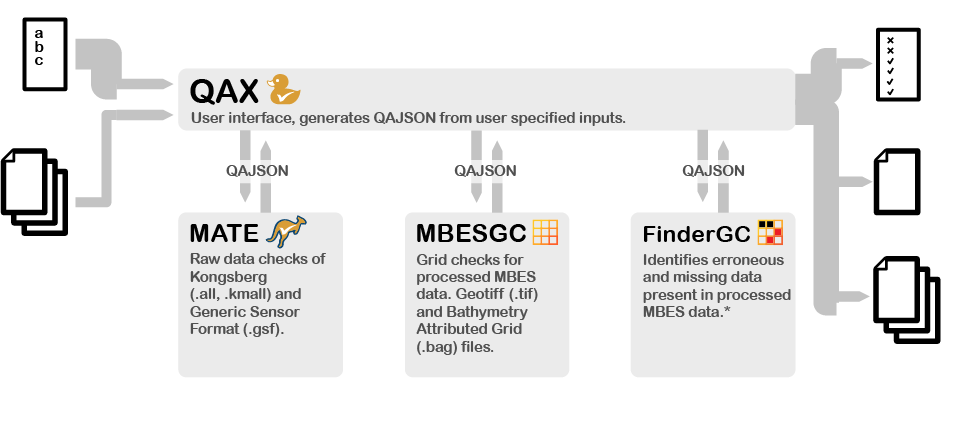 a
b
c
QAX
User interface, generates QAJSON from user specified inputs.
QAJSON
QAJSON
QAJSON
MATE
Raw data checks of
Kongsberg
(.all, .kmall) and
Generic Sensor
Format (.gsf).
MBESGC
Grid checks for
processed MBES
data. Geotiff (.tif)
and Bathymetry
Attributed Grid
(.bag) files.
FinderGC
Identifies erroneous
and missing data
present in processed
MBES data.*